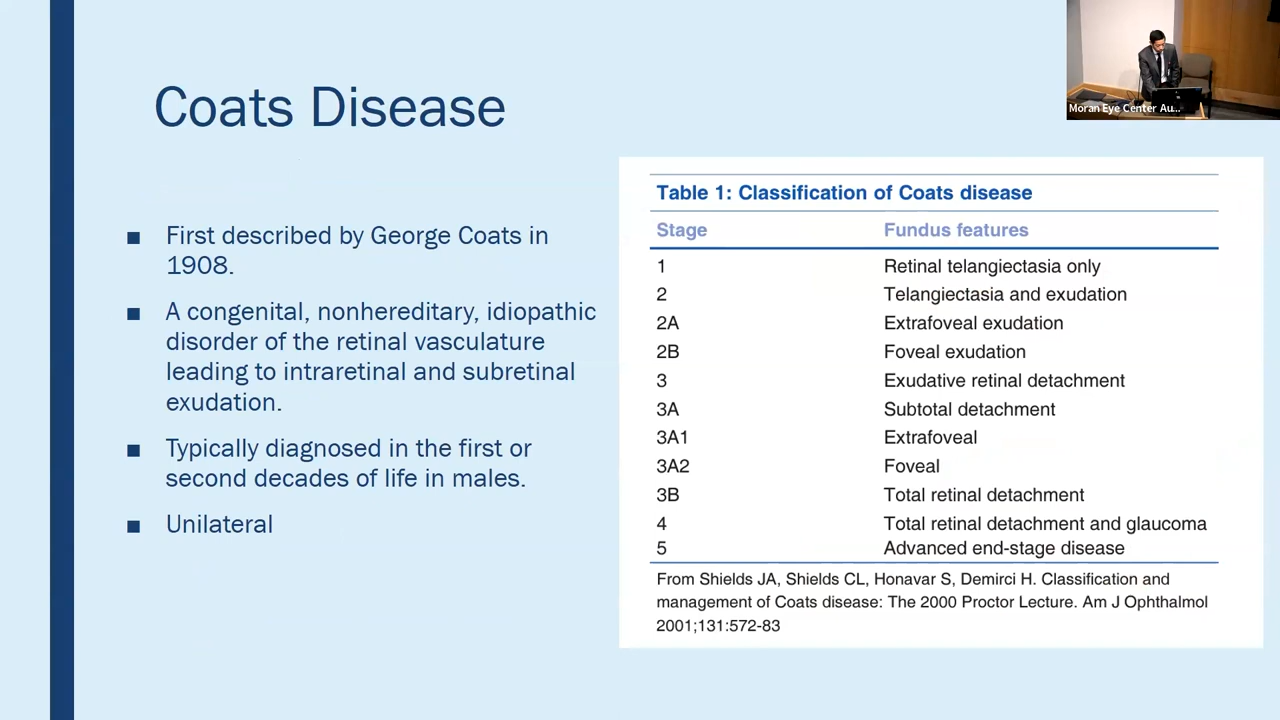 Coats Disease
Moran Eye Center Au...
■ First described by George Coats in
1908.
■ A congenital, nonhereditary, idiopathic
disorder of the retinal vasculature
leading to intraretinal and subretinal
exudation.
■ Typically diagnosed in the first or
second decades of life in males.
■ Unilateral
Table 1: Classification of Coats disease
Stage Fundus features
1 Retinal telangiectasia only
2 Telangiectasia and exudation
2A Extrafoveal exudation
2B Foveal exudation
3 Exudative retinal detachment
3A Subtotal detachment
3A1 Extrafoveal
3A2 Foveal
3B Total retinal detachment
4 Total retinal detachment and glaucoma
5 Advanced end-stage disease
From Shields JA, Shields CL, Honavar S, Demirci H. Classification and
management of Coats disease: The 2000 Proctor Lecture. Am J Ophthalmol
2001;131:572-83